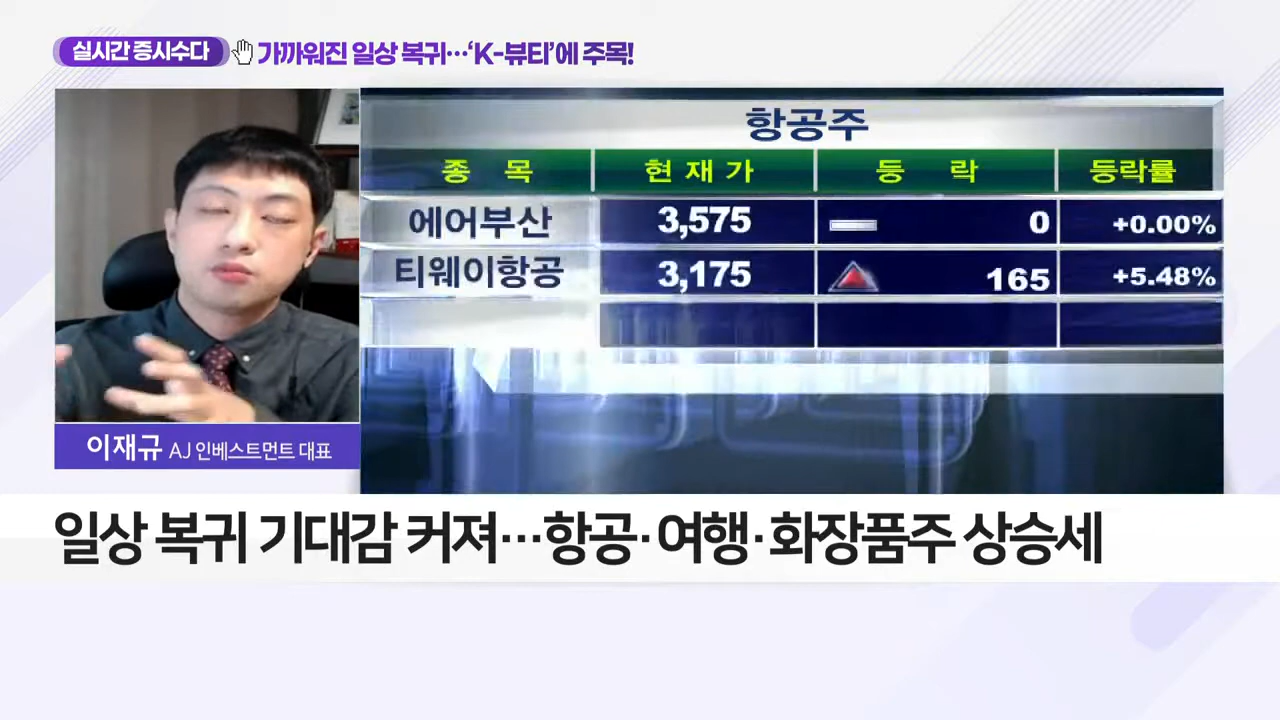 실시간 증시수다 가까워진 일상 복귀…‘K-뷰티’에 주목!
항공주
종 목 현 재 가 등 락 등락률
에어부산 3,575 0 +0.00%
티웨이항공 3,175 165 +5.48%
이재규 AJ 인베스트먼트 대표
일상 복귀 기대감 커져…항공·여행·화장품주 상승세